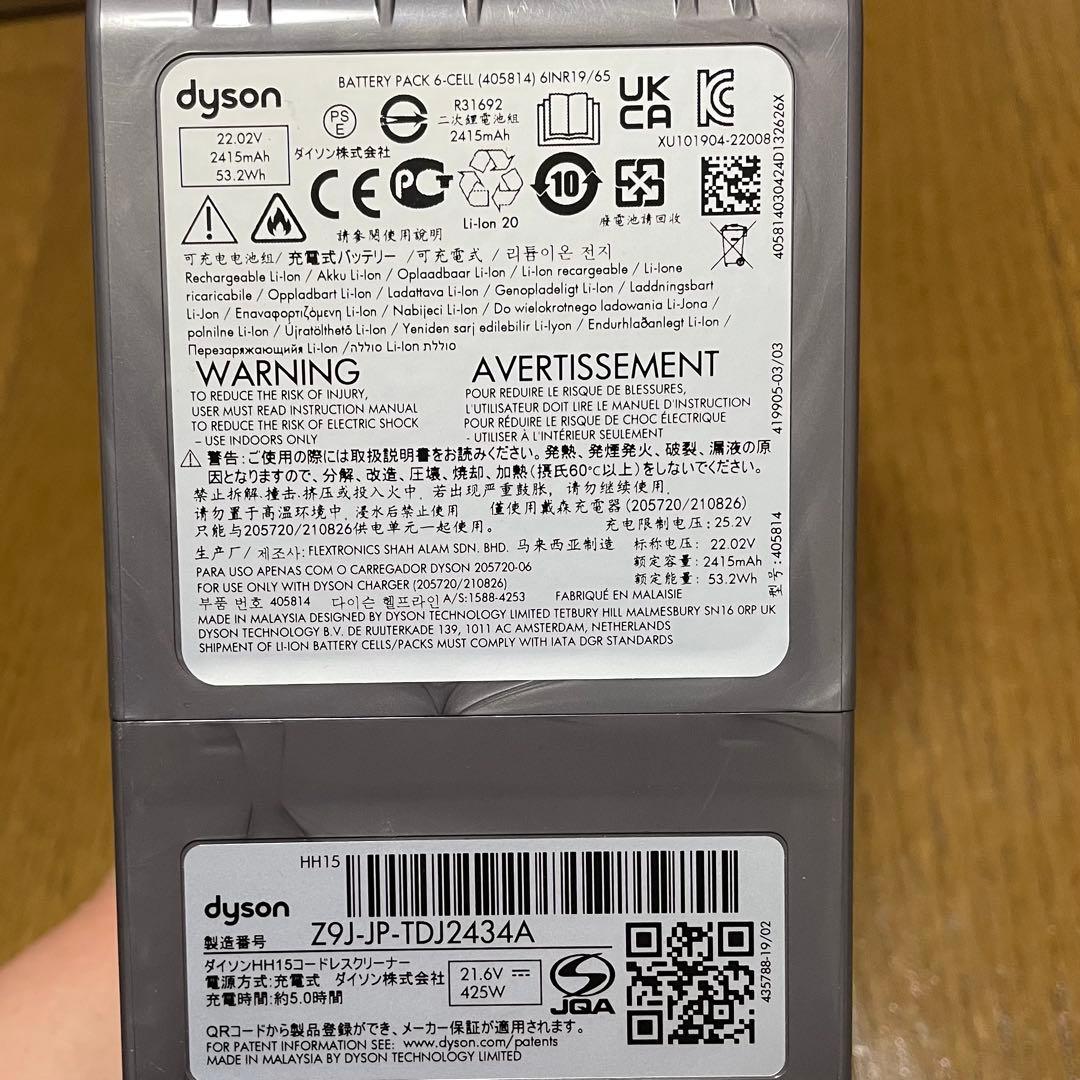 dyson
BATTERY PACK 6-CELL (405814) 6INR19/65
22.02V
2415mAh
53.2Wh
PS
E
ダイソン株式会社
R31692
二次鋰電池組
2415mAh
UK
CA
XU101904-22008
Li-Ion 20
10
廢電池請回收
請參閱使用說明
405814030424D132626X
可充电电池组/ 充電式バッテリー /可充電式 / 리튬이온 전지
Rechargeable Li-Ion / Akku Li-Ion / Oplaadbaar Li-Ion / Li-Ion recargeable / Li-Ione
ricaricabile / Oppladbart Li-Ion / Ladattava Li-Ion / Genopladeligt Li-Ion / Laddningsbart
Li-Jon / Επαναφορτιζόμενη Li-Ion / Nabíjecí Li-Ion / Do wielokrotnego ladowania Li-Jona /
polnilne Li-Ion / Újratölthető Li-Ion / Yeniden sarj edilebilir Li-lyon / Endurhlaðanlegt Li-Ion /
Перезаряжающийя Li-Ion /סוללה Li-Ion סוללת
WARNING
TO REDUCE THE RISK OF INJURY,
USER MUST READ INSTRUCTION MANUAL
TO REDUCE THE RISK OF ELECTRIC SHOCK
– USE INDOORS ONLY
AVERTISSEMENT
POUR RÉDUIRE LE RISQUE DE BLESSURES,
L'UTILISATEUR DOIT LIRE LE MANUEL D'INSTRUCTION
POUR RÉDUIRE LE RISQUE DE CHOC ÉLECTRIQUE
- UTILISER À L'INTÉRIEUR SEULEMENT
419905-03/03
警告:ご使用の際には取扱説明書をお読みください。発熱、発煙発火、破裂、漏液の原
因となりますので、分解、改造、圧壊、焼却、加熱(摂氏60℃以上)をしないでください。
禁止拆解.撞击.挤压或投入火中. 若出现严重鼓胀, 请勿继续使用.
请勿置于高温环境中. 浸水后禁止使用 僅使用戴森充電器(205720/210826)
只能与205720/210826供电单元一起使用。 充电限制电压:25.2V
生产厂/ 제조사: FLEXTRONICS SHAH ALAM SDN. BHD. 马来西亚制造 标称电压: 22.02V
PARA USO APENAS COM O CARREGADOR DYSON 205720-06 额定容量: 2415mAh
FOR USE ONLY WITH DYSON CHARGER (205720/210826) 额定能量: 53.2Wh
型号:405814
부품 번호 405814 다이슨 헬프라인 A/S:1588-4253 FABRIQUÉ EN MALAISIE
MADE IN MALAYSIA DESIGNED BY DYSON TECHNOLOGY LIMITED TETBURY HILL MALMESBURY SN16 0RP UK
DYSON TECHNOLOGY B.V. DE RUIJTERKADE 139, 1011 AC AMSTERDAM, NETHERLANDS
SHIPMENT OF LI-ION BATTERY CELLS/PACKS MUST COMPLY WITH IATA DGR STANDARDS
HH15
dyson
製造番号 Z9J-JP-TDJ2434A
ダイソンHH15コードレスクリーナー
電源方式:充電式 ダイソン株式会社
充電時間:約5.0時間
21.6V
425W
JQA
435788-19/02
QRコードから製品登録ができ、メーカー保証が適用されます。
FOR PATENT INFORMATION SEE: www.dyson.com/patents
MADE IN MALAYSIA BY DYSON TECHNOLOGY LIMITED